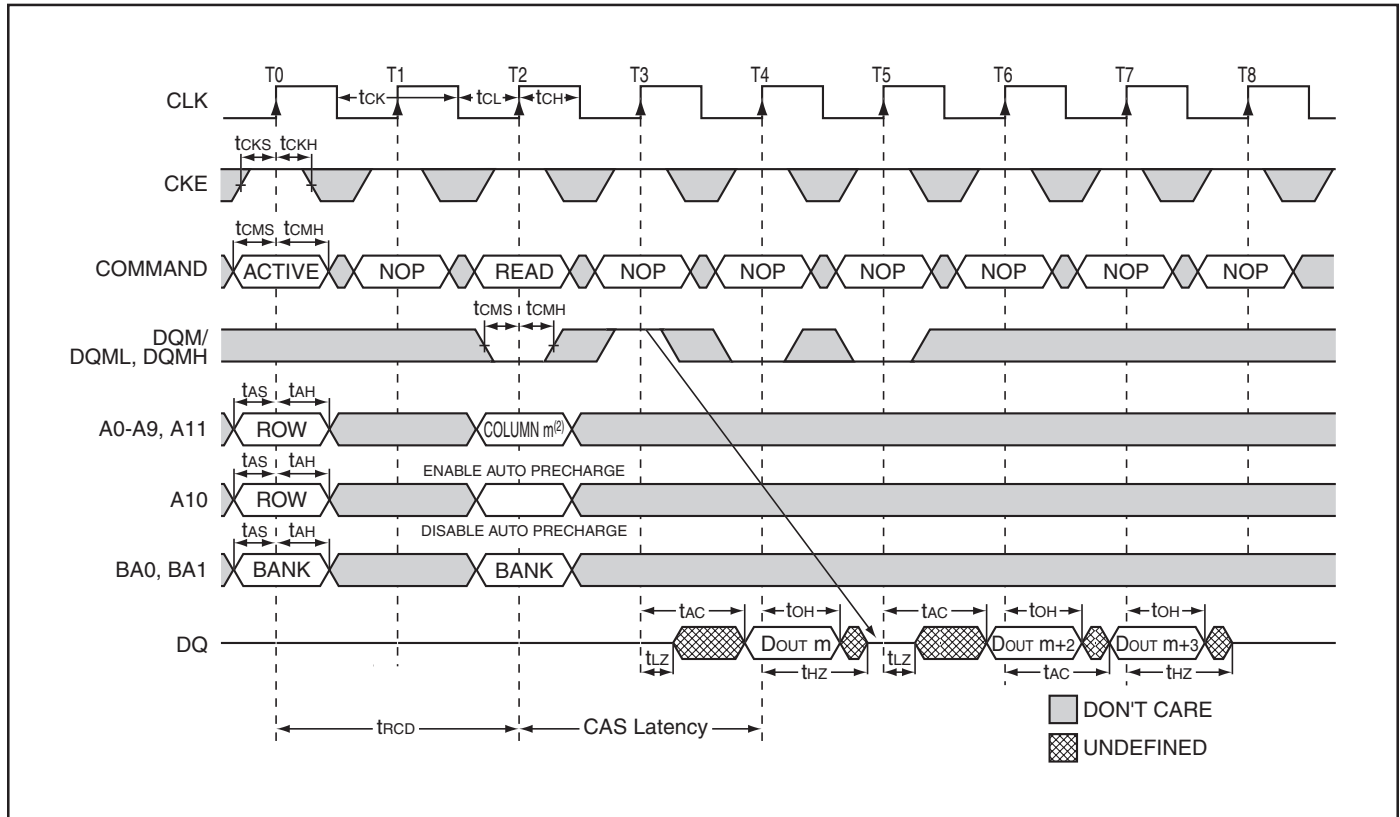 T0 T1 T2 T3 T4 T5 T6 T7 T8
CLK tCK tCL tCH
tCKS tCKH
CKE
tCMS tCMH
COMMAND ACTIVE NOP READ NOP NOP NOP NOP NOP NOP
tCMS tCMH
DQM/
DQML, DQMH
tAS tAH
A0-A9, A11 ROW COLUMN m(2)
tAS tAH ENABLE AUTO PRECHARGE
A10 ROW
tAS tAH DISABLE AUTO PRECHARGE
BA0, BA1 BANK BANK
tAC tOH tAC tOH tOH
DQ DOUT m DOUT m+2 DOUT m+3
tLZ tHZ tLZ tAC tHZ
DON'T CARE
tRCD CAS Latency
UNDEFINED